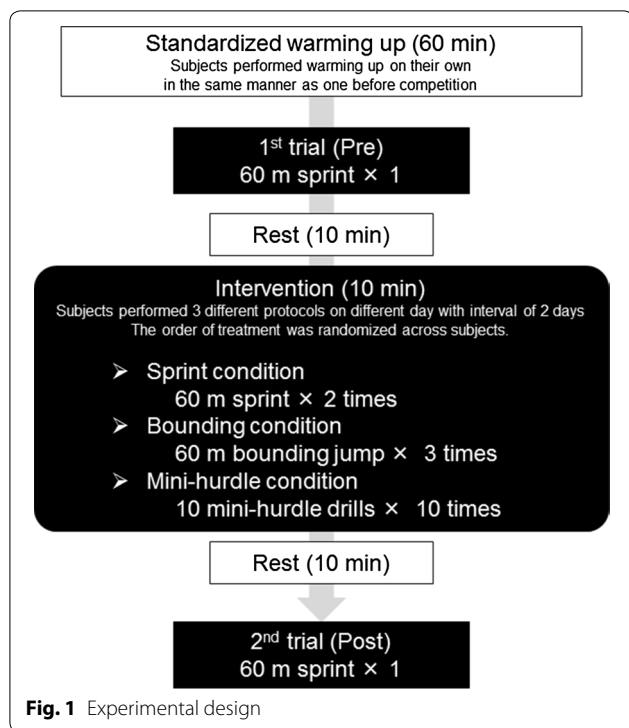 Standardized warming up (60 min)
Subjects performed warming up on their own
in the same manner as one before competition
1st trial (Pre)
60 m sprint × 1
Rest (10 min)
Intervention (10 min)
Subjects performed 3 different protocols on different day with interval of 2 days
The order of treatment was randomized across subjects.
➢ Sprint condition
60 m sprint × 2 times
➢ Bounding condition
60 m bounding jump × 3 times
➢ Mini-hurdle condition
10 mini-hurdle drills × 10 times
Rest (10 min)
2nd trial (Post)
60 m sprint × 1
Fig. 1 Experimental design